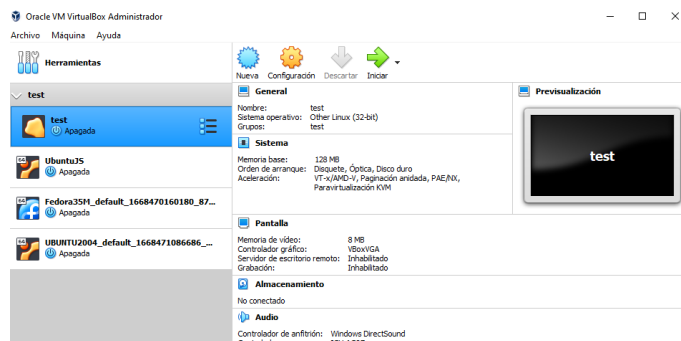 Oracle VM VirtualBox Administrador
Archivo Máquina Ayuda
Herramientas
Nueva Configuración Descartar Iniciar
test
test
Apagada
64
UbuntuJS
Apagada
64
Fedora35M_default_1668470160180_87...
Apagada
64
UBUNTU2004_default_1668471086686_...
Apagada
General
Nombre: test
Sistema operativo: Other Linux (32-bit)
Grupos: test
Sistema
Memoria base: 128 MB
Orden de arranque: Disquete, Óptica, Disco duro
Aceleración: VT-x/AMD-V, Paginación anidada, PAE/NX,
Paravirtualización KVM
Pantalla
Memoria de vídeo: 8 MB
Controlador gráfico: VBoxVGA
Servidor de escritorio remoto: Inhabilitado
Grabación: Inhabilitado
Almacenamiento
No conectado
Audio
Controlador de anfitrión: Windows DirectSound
Previsualización
test